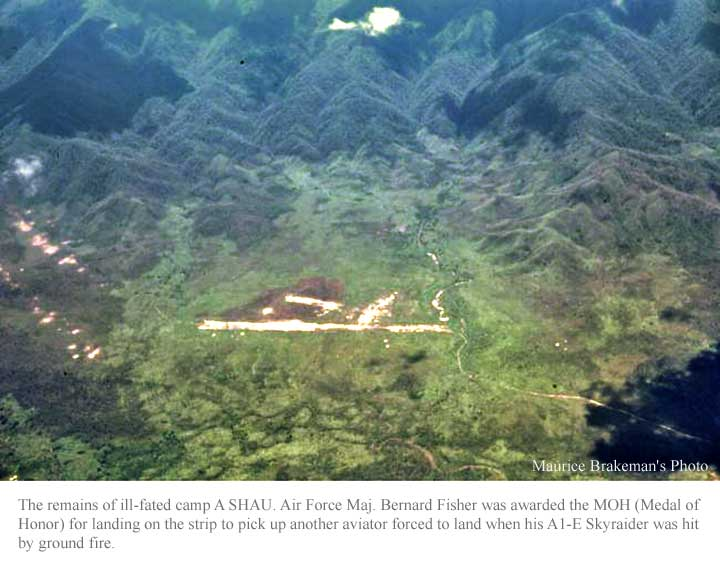 Maurice Brakeman's Photo
The remains of ill-fated camp A SHAU. Air Force Maj. Bernard Fisher was awarded the MOH (Medal of
Honor) for landing on the strip to pick up another aviator forced to land when his A1-E Skyraider was hit
by ground fire.